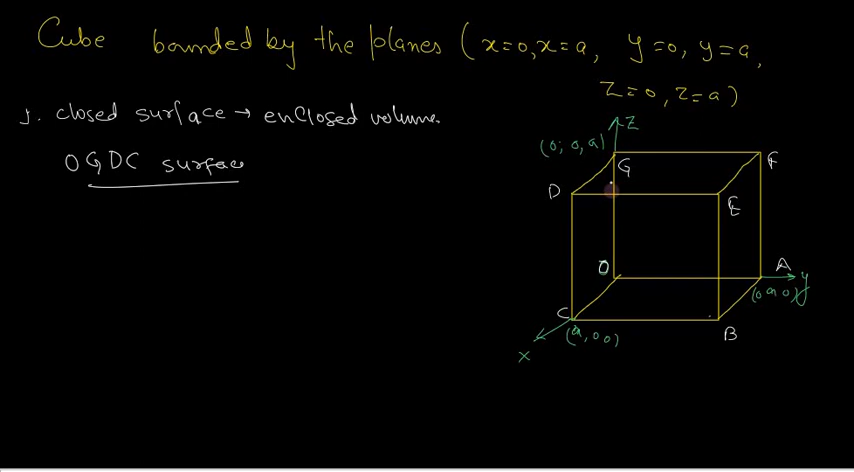 Cube bounded by the planes (x=0,x=a, y=0, y=a,
z=0, z=a)
1. closed surface → enclosed volume.
OGDC surface
z
(0, 0, a)
G
F
D
E
O
A
y
(0 a 0)
C
(a, 0 0)
B
x